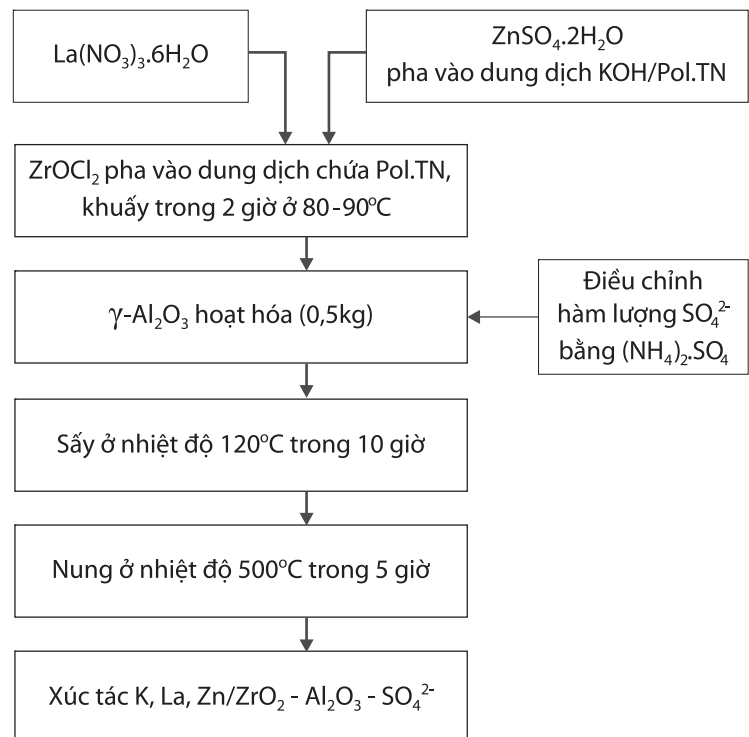 La(NO₃)₃.6H₂O
ZnSO₄.2H₂O
pha vào dung dịch KOH/Pol.TN
ZrOCl₂ pha vào dung dịch chứa Pol.TN,
khuấy trong 2 giờ ở 80-90ºC
γ-Al₂O₃ hoạt hóa (0,5kg)
Điều chỉnh
hàm lượng SO₄²⁻
bằng (NH₄)₂.SO₄
Sấy ở nhiệt độ 120ºC trong 10 giờ
Nung ở nhiệt độ 500ºC trong 5 giờ
Xúc tác K, La, Zn/ZrO₂ - Al₂O₃ - SO₄²⁻